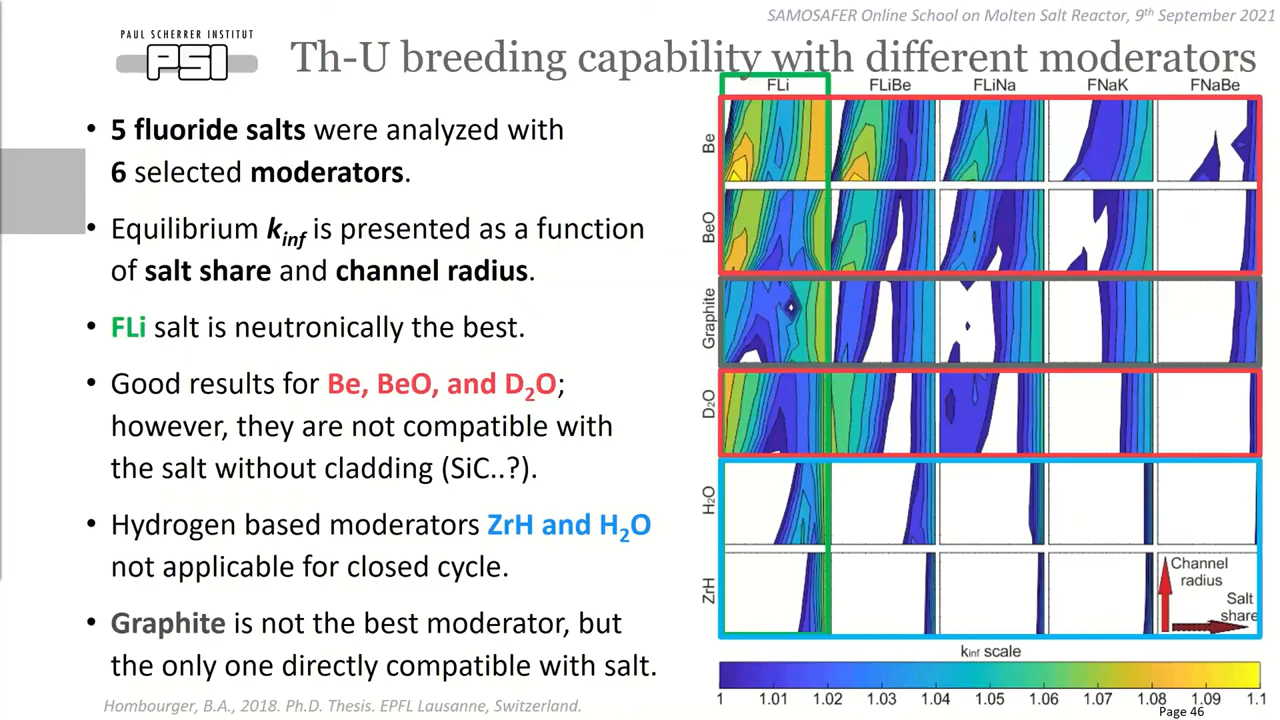 SAMOSAFER Online School on Molten Salt Reactor, 9th September 2021
PAUL SCHERRER INSTITUT
PSI
Th-U breeding capability with different moderators
• 5 fluoride salts were analyzed with
6 selected moderators.
• Equilibrium kinf is presented as a function
of salt share and channel radius.
• FLi salt is neutronically the best.
• Good results for Be, BeO, and D2O;
however, they are not compatible with
the salt without cladding (SiC..?).
• Hydrogen based moderators ZrH and H2O
not applicable for closed cycle.
• Graphite is not the best moderator, but
the only one directly compatible with salt.
Hombourger, B.A., 2018. Ph.D. Thesis. EPFL Lausanne, Switzerland.
FLi FLiBe FLiNa FNaK FNaBe
Be
BeO
Graphite
D2O
H2O
ZrH
Channel
radius
Salt
share
kinf scale
1 1.01 1.02 1.03 1.04 1.05 1.06 1.07 1.08 1.09 1.1
Page 46